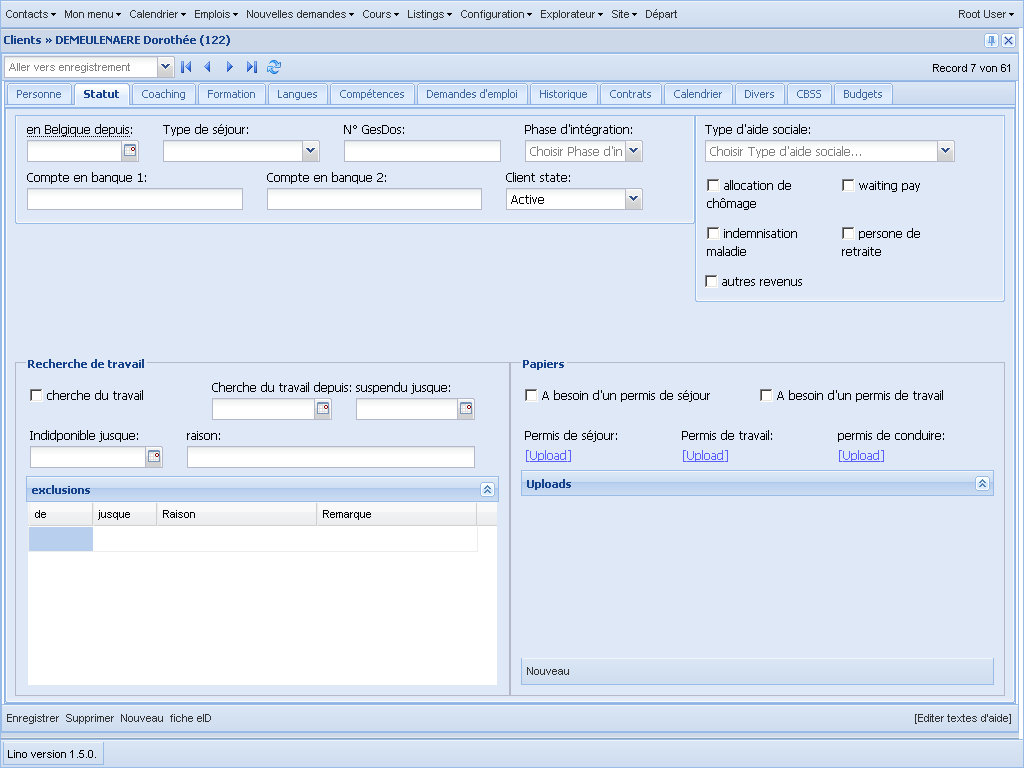 Contacts Mon menu Calendrier Emplois Nouvelles demandes Cours Listings Configuration Explorateur Site Départ Root User
Clients » DEMEULENAERE Dorothée (122)
Aller vers enregistrement Record 7 von 61
Personne Statut Coaching Formation Langues Compétences Demandes d'emploi Historique Contrats Calendrier Divers CBSS Budgets
en Belgique depuis: Type de séjour: N° GesDos: Phase d'intégration: Type d'aide sociale:
Choisir Phase d'in Choisir Type d'aide sociale...
Compte en banque 1: Compte en banque 2: Client state:
Active
allocation de chômage
waiting pay
indemnisation maladie
persone de retraite
autres revenus
Recherche de travail
cherche du travail
Cherche du travail depuis: suspendu jusque:
Indidponible jusque: raison:
exclusions
de jusque Raison Remarque
Papiers
A besoin d'un permis de séjour A besoin d'un permis de travail
Permis de séjour: Permis de travail: permis de conduire:
[Upload] [Upload] [Upload]
Uploads
Nouveau
Enregistrer Supprimer Nouveau fiche eID [Editer textes d'aide]
Lino version 1.5.0.